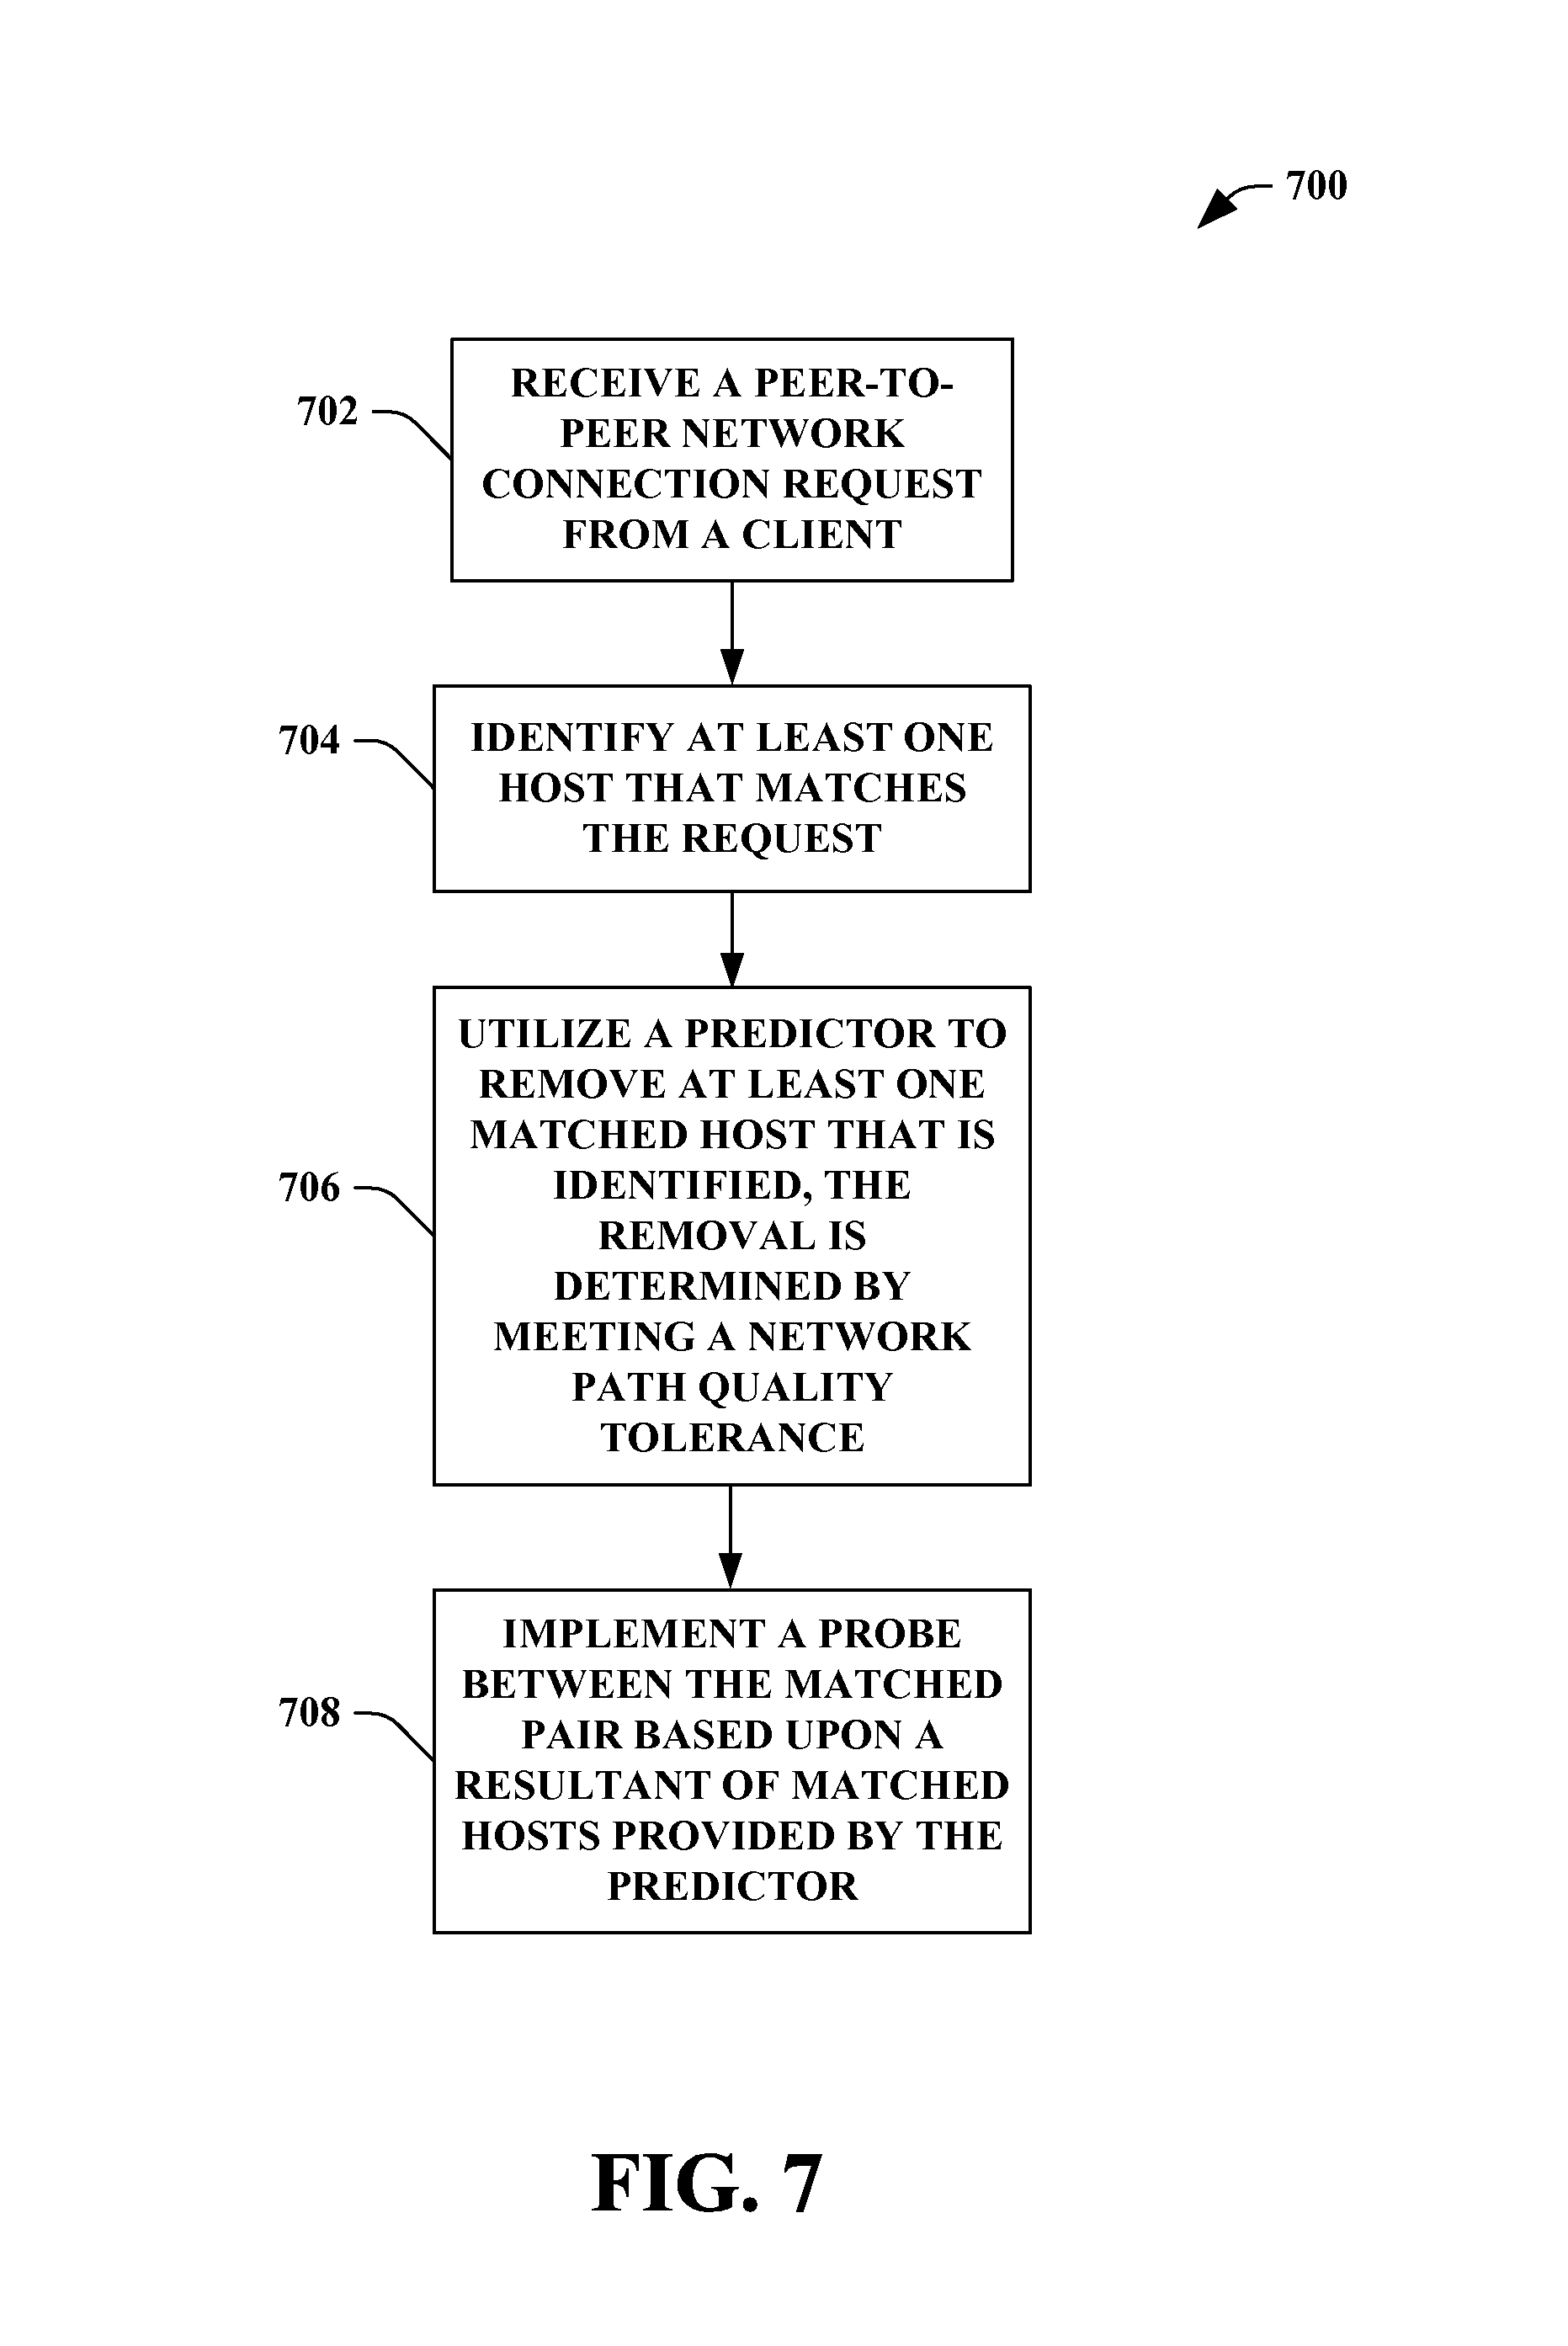 700
702
RECEIVE A PEER-TO-
PEER NETWORK
CONNECTION REQUEST
FROM A CLIENT
704
IDENTIFY AT LEAST ONE
HOST THAT MATCHES
THE REQUEST
706
UTILIZE A PREDICTOR TO
REMOVE AT LEAST ONE
MATCHED HOST THAT IS
IDENTIFIED, THE
REMOVAL IS
DETERMINED BY
MEETING A NETWORK
PATH QUALITY
TOLERANCE
708
IMPLEMENT A PROBE
BETWEEN THE MATCHED
PAIR BASED UPON A
RESULTANT OF MATCHED
HOSTS PROVIDED BY THE
PREDICTOR
FIG. 7